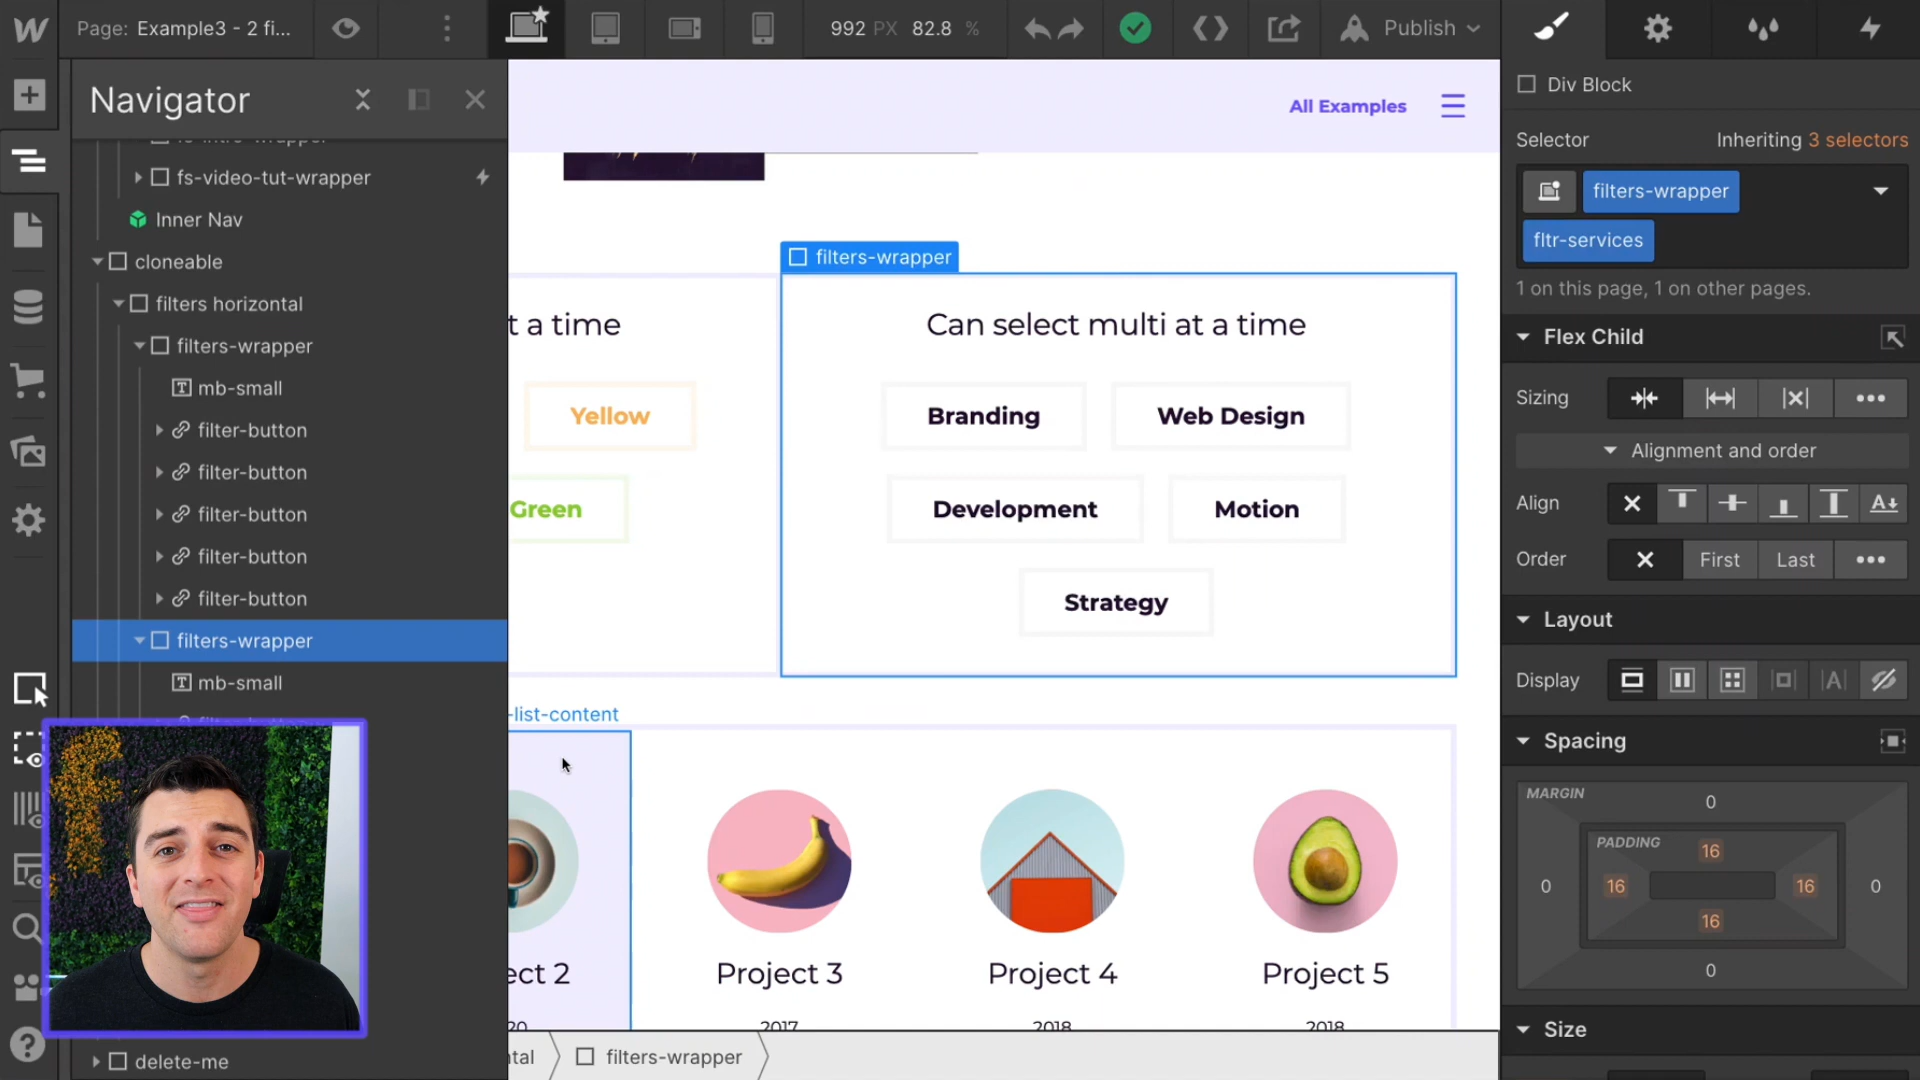 Page: Example3 - 2 fi...
992 PX 82.8 %
Publish
Navigator
fs-video-tut-wrapper
Inner Nav
cloneable
filters horizontal
filters-wrapper
mb-small
filter-button
filter-button
filter-button
filter-button
filter-button
filters-wrapper
mb-small
delete-me
All Examples
filters-wrapper
t a time
Yellow
Green
Can select multi at a time
Branding
Web Design
Development
Motion
Strategy
-list-content
ect 2
Project 3
Project 4
Project 5
20
2017
2018
2018
ntal
filters-wrapper
Div Block
Selector
Inheriting 3 selectors
filters-wrapper
fltr-services
1 on this page, 1 on other pages.
Flex Child
Sizing
Alignment and order
Align
Order
First
Last
Layout
Display
Spacing
MARGIN
0
PADDING
16
0
16
16
0
16
0
Size